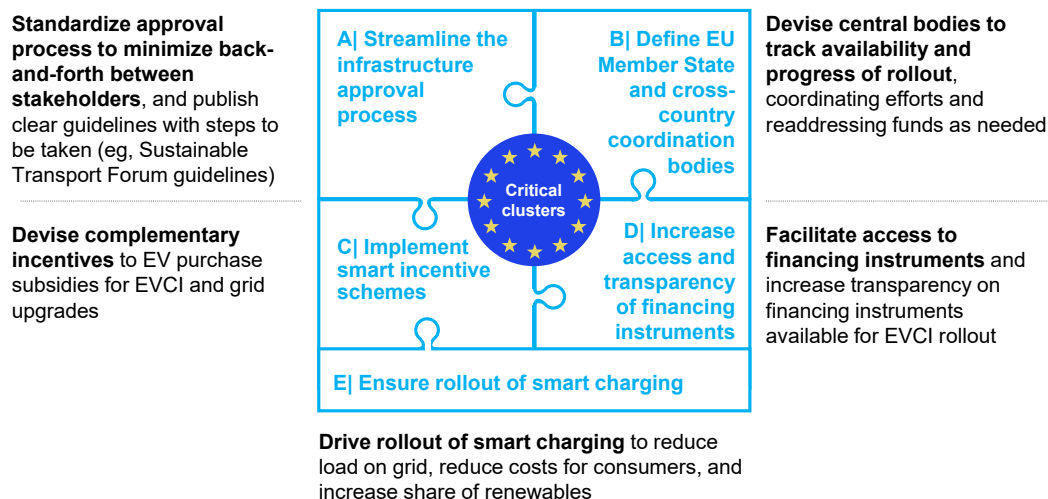 Standardize approval
process to minimize back-
and-forth between
stakeholders, and publish
clear guidelines with steps to
be taken (eg, Sustainable
Transport Forum guidelines)
A| Streamline the
infrastructure
approval
process
B| Define EU
Member State
and cross-
country
coordination
bodies
Devise central bodies to
track availability and
progress of rollout,
coordinating efforts and
readdressing funds as needed
Critical
clusters
Devise complementary
incentives to EV purchase
subsidies for EVCI and grid
upgrades
C| Implement
smart incentive
schemes
D| Increase
access and
transparency
of financing
instruments
Facilitate access to
financing instruments and
increase transparency on
financing instruments
available for EVCI rollout
E| Ensure rollout of smart charging
Drive rollout of smart charging to reduce
load on grid, reduce costs for consumers, and
increase share of renewables